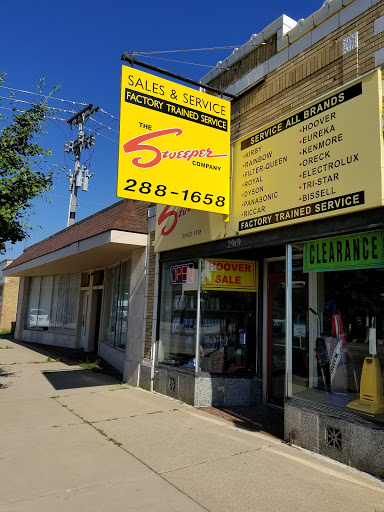 SALES & SERVICE
FACTORY TRAINED SERVICE
THE
Sweeper
COMPANY
288-1658
SERVICE ALL BRANDS
•KIRBY
•RAINBOW
•FILTER-QUEEN
•ROYAL
•DYSON
•PANASONIC
•RICCAR
•HOOVER
•EUREKA
•KENMORE
•ORECK
•ELECTROLUX
•TRI-STAR
•BISSELL
FACTORY TRAINED SERVICE
OPEN
HOOVER
SALE
CLEARANCE